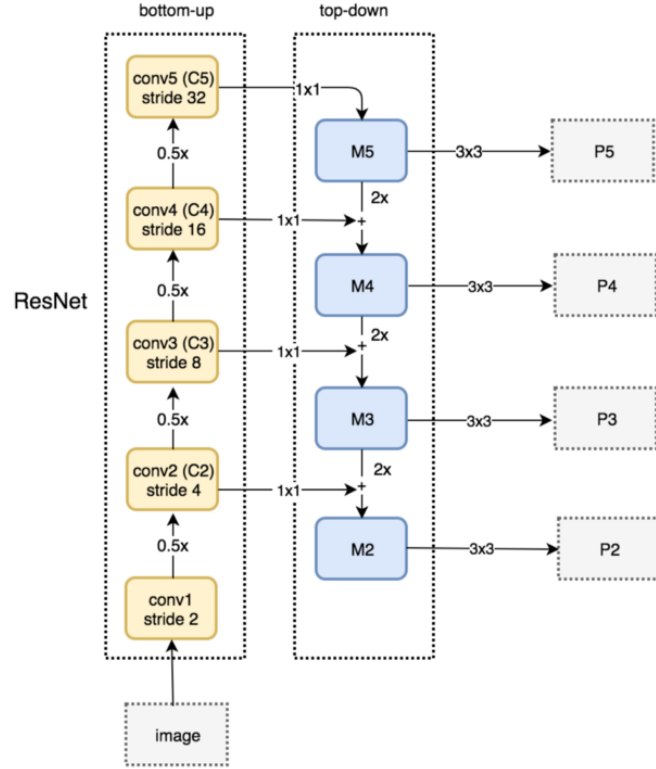 bottom-up
top-down
conv5 (C5)
stride 32
1x1
M5
3x3
P5
0.5x
2x
conv4 (C4)
stride 16
1x1
+
M4
3x3
P4
0.5x
ResNet
2x
conv3 (C3)
stride 8
1x1
+
M3
3x3
P3
0.5x
2x
conv2 (C2)
stride 4
1x1
+
M2
3x3
P2
0.5x
conv1
stride 2
image